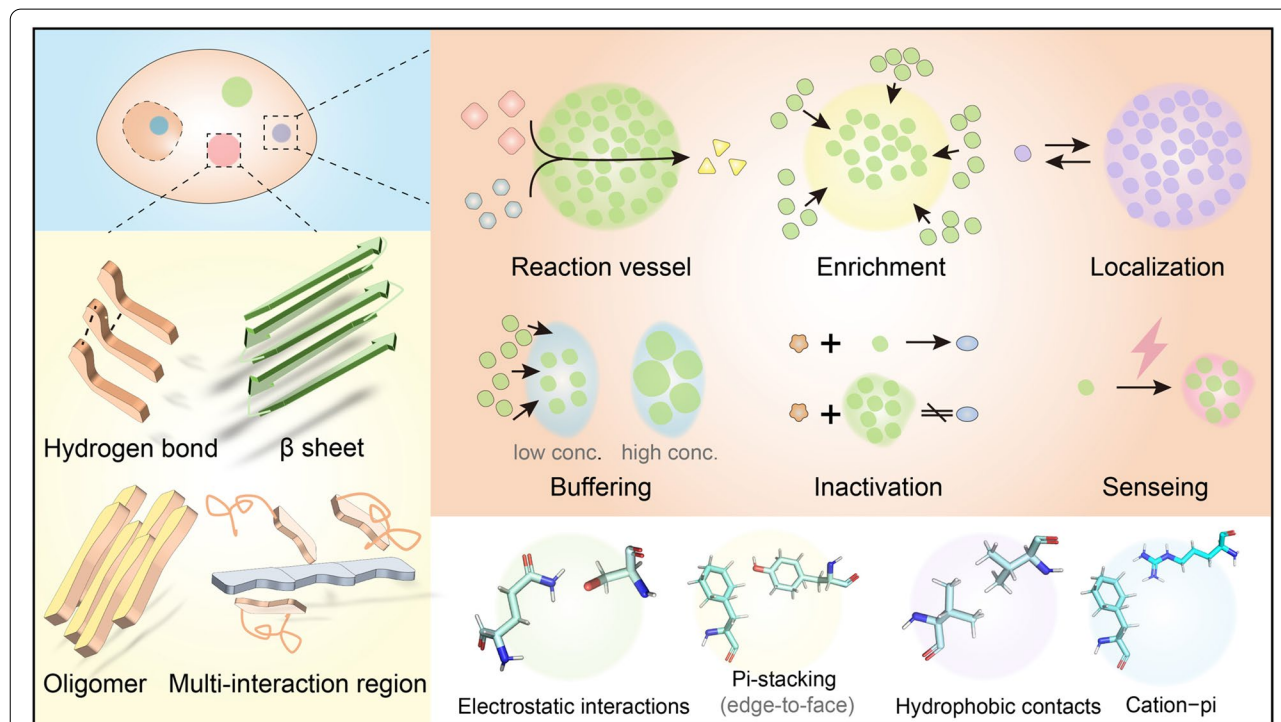 Reaction vessel
Enrichment
Localization
Hydrogen bond
β sheet
low conc.
high conc.
Buffering
Inactivation
Senseing
Oligomer
Multi-interaction region
Electrostatic interactions
Pi-stacking
(edge-to-face)
Hydrophobic contacts
Cation−pi